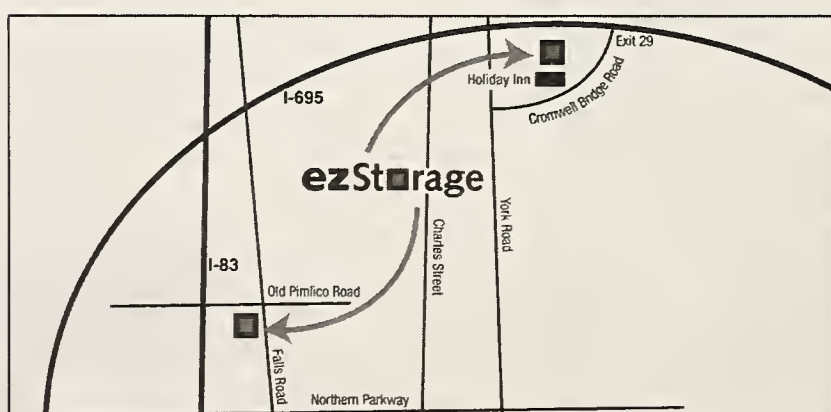 Exit 29
Holiday Inn
Cromwell Bridge Road
I-695
ezStorage
York Road
Charles Street
I-83
Old Pimlico Road
Falls Road
Northern Parkway